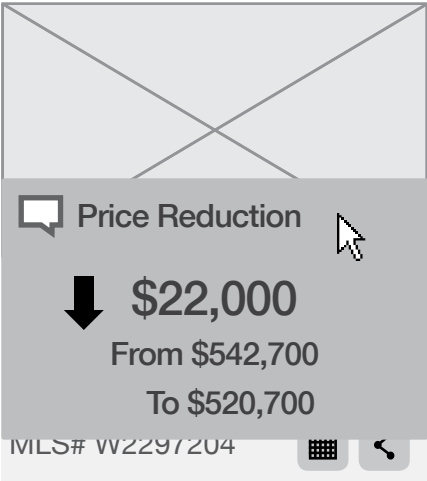 Price Reduction
$22,000
From $542,700
To $520,700
MLS# W2297204